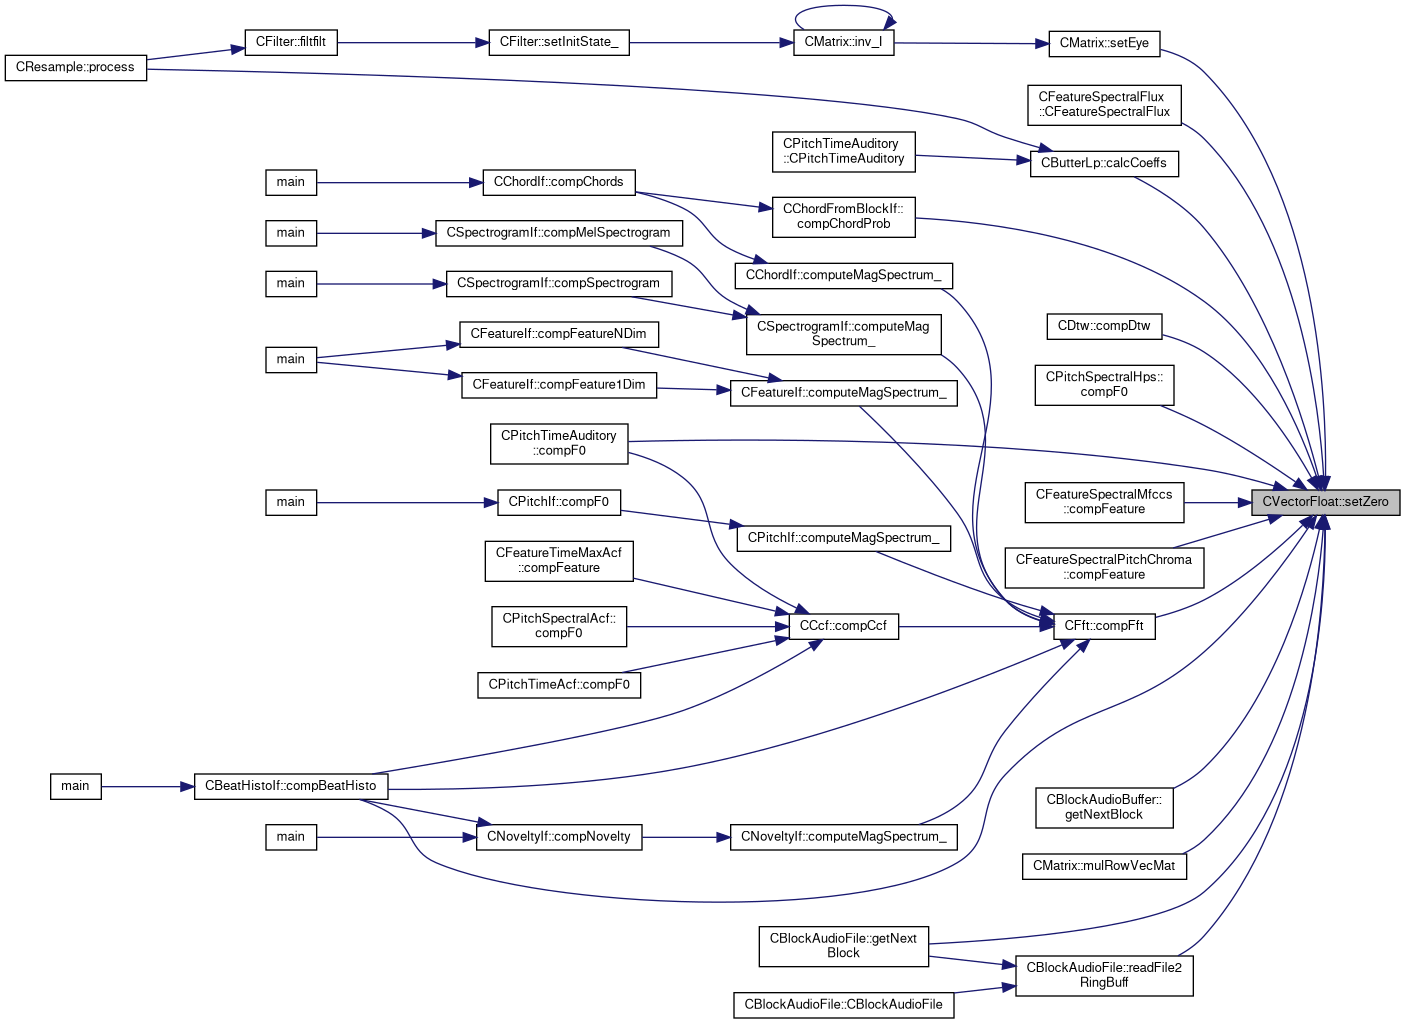 CFilter::filtfilt
CFilter::setInitState_
CMatrix::inv_I
CMatrix::setEye
CResample::process
CFeatureSpectralFlux
::CFeatureSpectralFlux
CPitchTimeAuditory
::CPitchTimeAuditory
CButterLp::calcCoeffs
main
CChordIf::compChords
CChordFromBlockIf::
compChordProb
main
CSpectrogramIf::compMelSpectrogram
CChordIf::computeMagSpectrum_
main
CSpectrogramIf::compSpectrogram
CSpectrogramIf::computeMag
Spectrum_
CDtw::compDtw
main
CFeatureIf::compFeatureNDim
CFeatureIf::compFeature1Dim
CFeatureIf::computeMagSpectrum_
CPitchSpectralHps::
compF0
CPitchTimeAuditory
::compF0
main
CPitchIf::compF0
CPitchIf::computeMagSpectrum_
CFeatureSpectralMfccs
::compFeature
CVectorFloat::setZero
CFeatureSpectralPitchChroma
::compFeature
CFeatureTimeMaxAcf
::compFeature
CPitchSpectralAcf::
compF0
CCcf::compCcf
CFft::compFft
CPitchTimeAcf::compF0
main
CBeatHistoIf::compBeatHisto
main
CNoveltyIf::compNovelty
CNoveltyIf::computeMagSpectrum_
CBlockAudioBuffer::
getNextBlock
CMatrix::mulRowVecMat
CBlockAudioFile::getNext
Block
CBlockAudioFile::readFile2
RingBuff
CBlockAudioFile::CBlockAudioFile